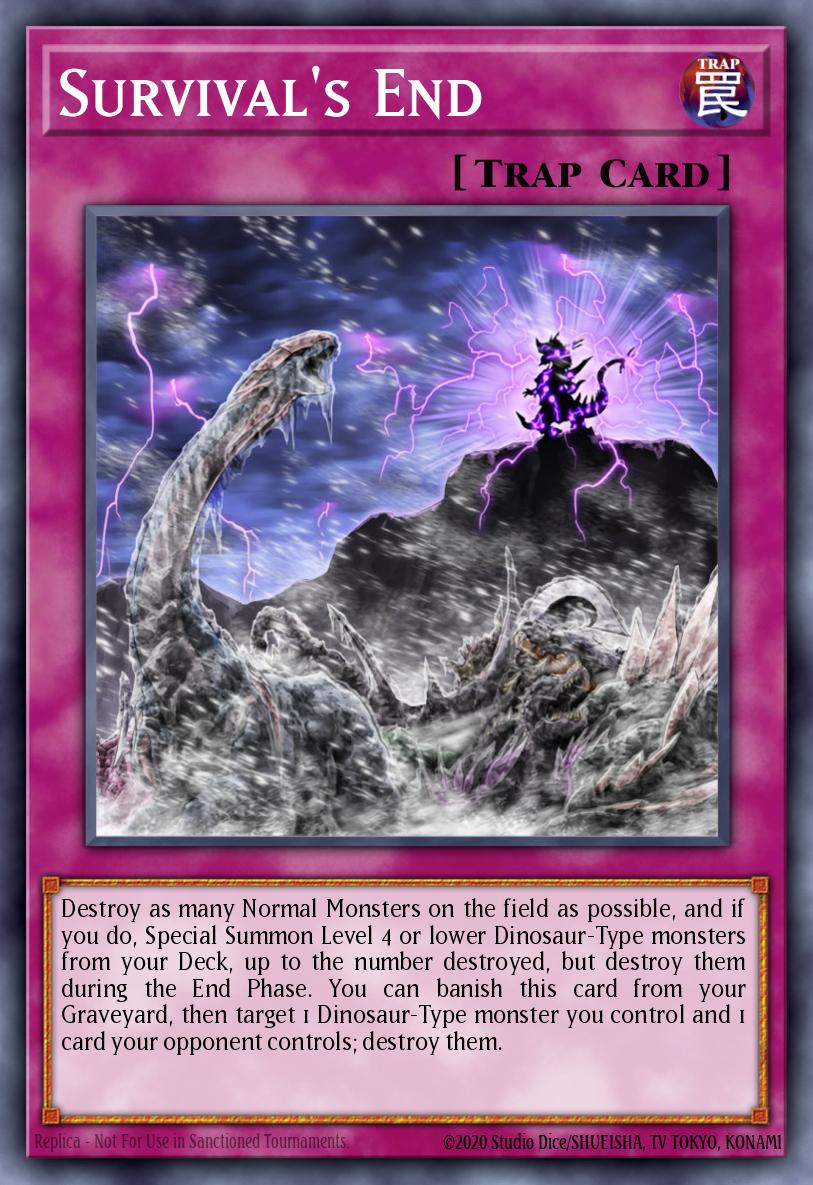 Survival's End
TRAP
罠
[Trap Card]
Destroy as many Normal Monsters on the field as possible, and if
you do, Special Summon Level 4 or lower Dinosaur-Type monsters
from your Deck, up to the number destroyed, but destroy them
during the End Phase. You can banish this card from your
Graveyard, then target 1 Dinosaur-Type monster you control and 1
card your opponent controls; destroy them.
Replica - Not For Use in Sanctioned Tournaments.
©2020 Studio Dice/SHUEISHA, TV TOKYO, KONAMI